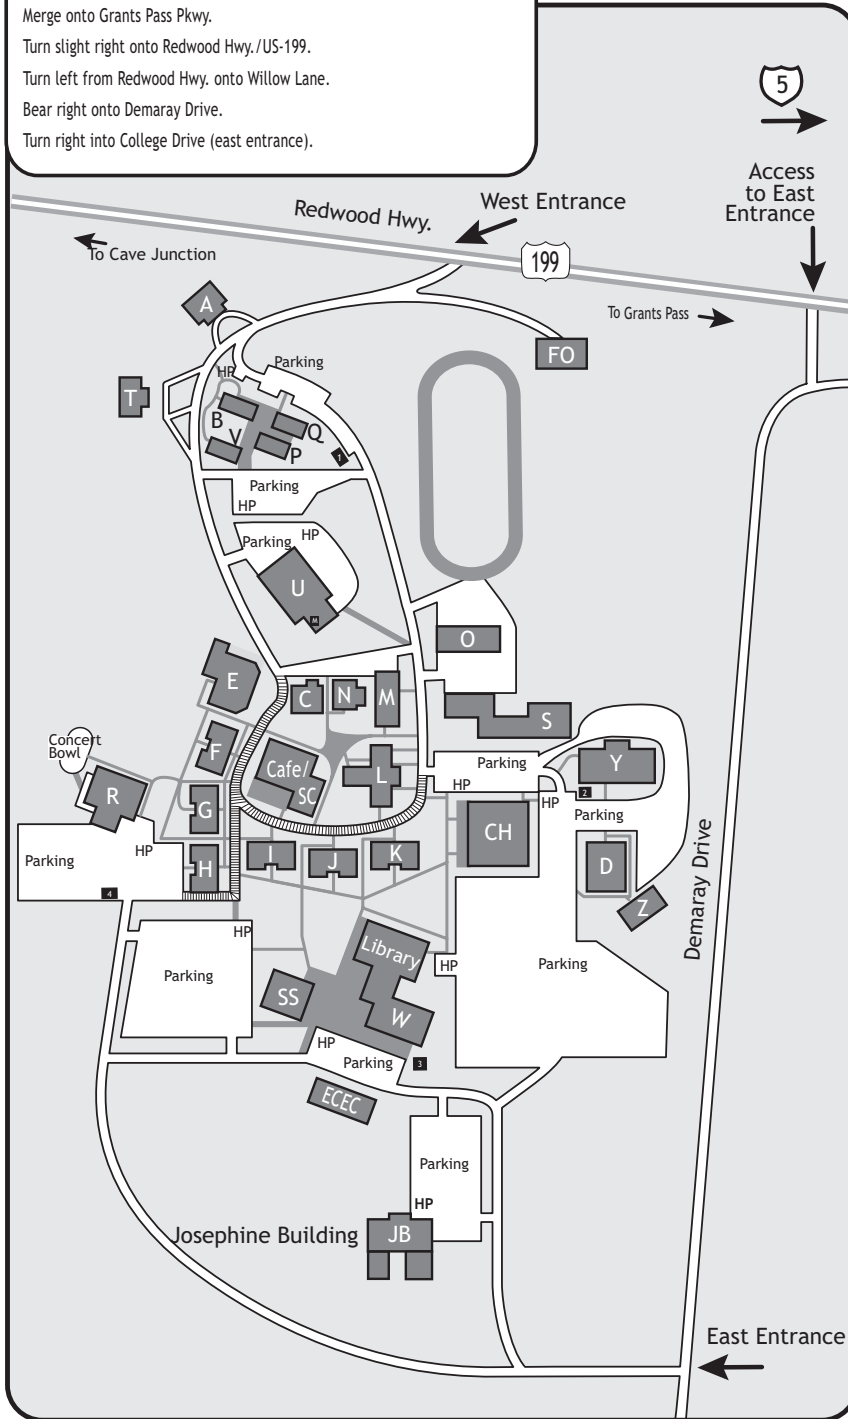 Merge onto Grants Pass Pkwy.
Turn slight right onto Redwood Hwy./US-199.
Turn left from Redwood Hwy. onto Willow Lane.
Bear right onto Demaray Drive.
Turn right into College Drive (east entrance).
5
Access
to East
Entrance
West Entrance
Redwood Hwy.
To Cave Junction
199
To Grants Pass
A
FO
Parking
HP
T
B
V
Q
P
1
Parking
HP
Parking
HP
U
M
O
E
C
N
M
S
Concert
Bowl
F
Cafe/
SC
L
Parking
HP
Y
2
HP
Parking
R
G
CH
Parking
HP
H
I
J
K
D
4
Z
Demaray Drive
HP
Library
HP
Parking
Parking
SS
W
HP
Parking
3
ECEC
Parking
HP
Josephine Building
JB
East Entrance